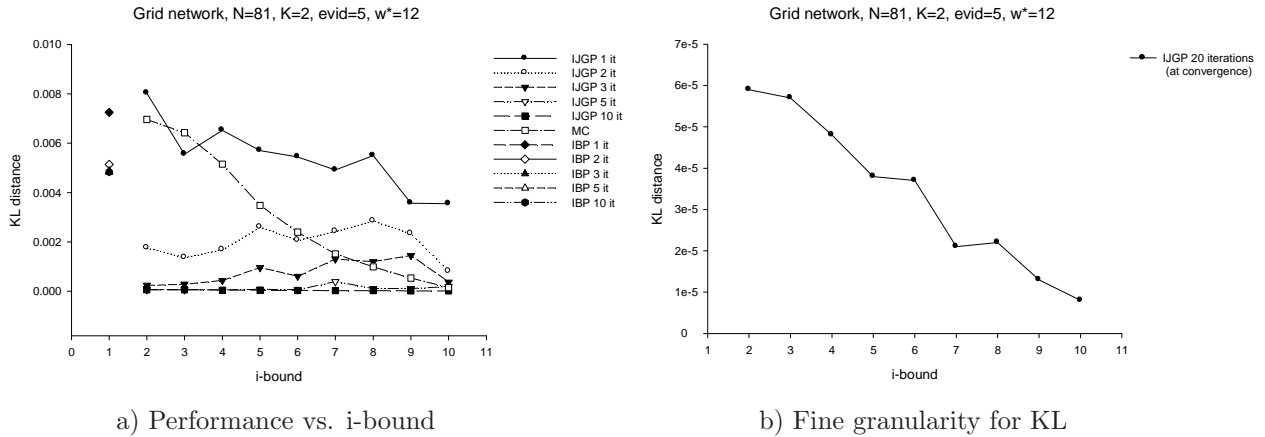 Grid network, N=81, K=2, evid=5, w*=12
KL distance
0.010
0.008
0.006
0.004
0.002
0.000
0 1 2 3 4 5 6 7 8 9 10 11
i-bound
IJGP 1 it
IJGP 2 it
IJGP 3 it
IJGP 5 it
IJGP 10 it
MC
IBP 1 it
IBP 2 it
IBP 3 it
IBP 5 it
IBP 10 it
a) Performance vs. i-bound
Grid network, N=81, K=2, evid=5, w*=12
KL distance
7e-5
6e-5
5e-5
4e-5
3e-5
2e-5
1e-5
0
1 2 3 4 5 6 7 8 9 10 11
i-bound
IJGP 20 iterations
(at convergence)
b) Fine granularity for KL